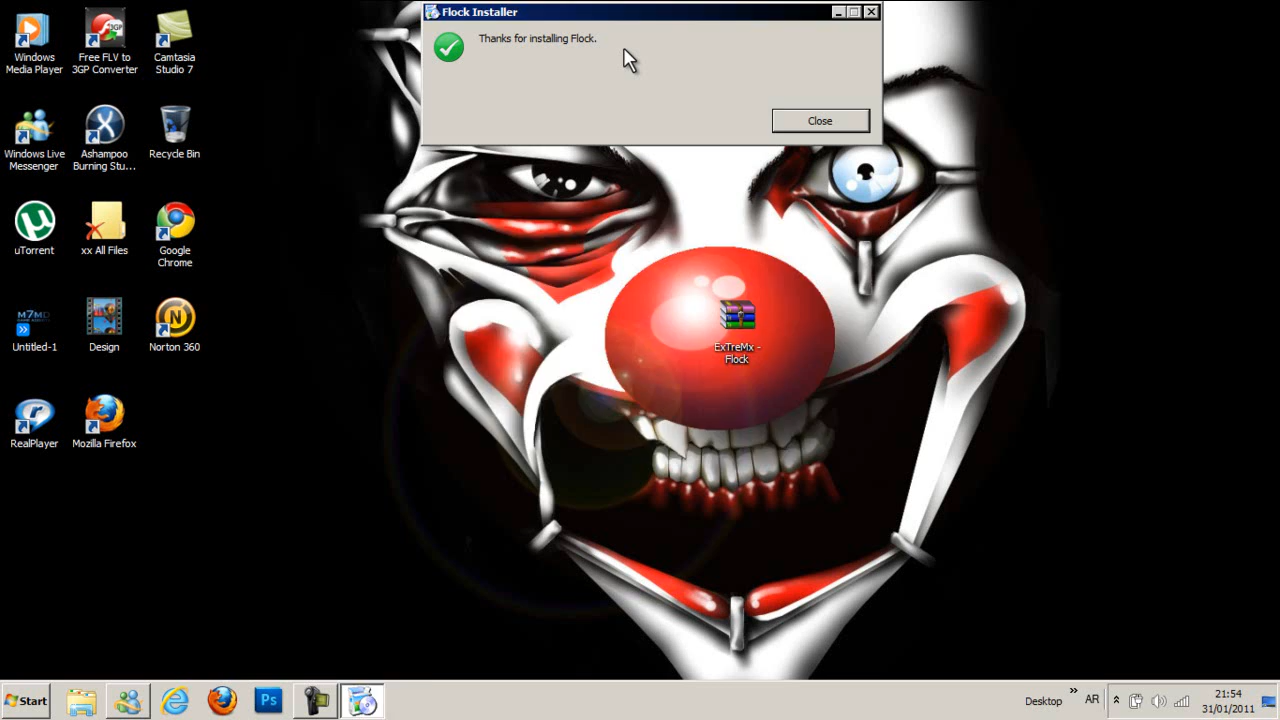 Flock Installer
Thanks for installing Flock.
Close
Windows
Media Player
Free FLV to
3GP Converter
Camtasia
Studio 7
Windows Live
Messenger
Ashampoo
Burning Stu...
Recycle Bin
uTorrent
xx All Files
Google
Chrome
M7MD
Untitled-1
Design
Norton 360
RealPlayer
Mozilla Firefox
ExTreMx -
Flock
Start
Ps
Desktop
AR
21:54
31/01/2011